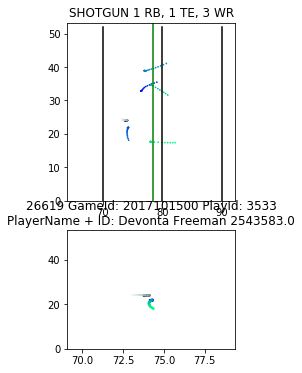 SHOTGUN 1 RB, 1 TE, 3 WR
50
40
30
20
10
0
70 80 90
26619 GameId: 2017101500 PlayId: 3533
PlayerName + ID: Devonta Freeman 2543583.0
40
20
0
70.0 72.5 75.0 77.5